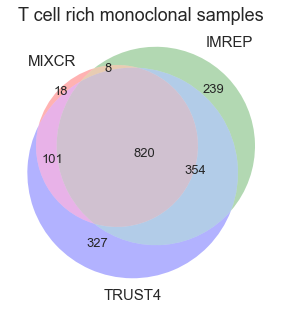 T cell rich monoclonal samples
IMREP
MIXCR
8
18
239
820
101
354
327
TRUST4